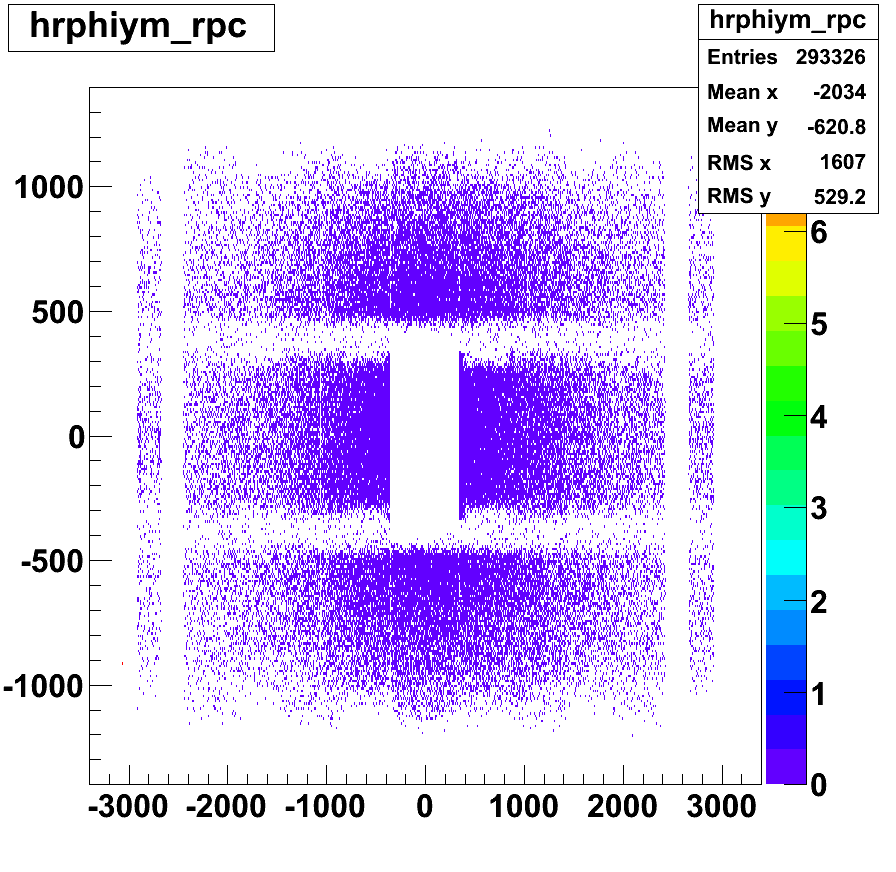 hrphiym_rpc
hrphiym_rpc
Entries 293326
Mean x -2034
Mean y -620.8
RMS x 1607
RMS y 529.2
1000
500
0
-500
-1000
-3000 -2000 -1000 0 1000 2000 3000
6
5
4
3
2
1
0